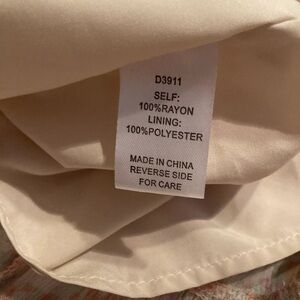 D3911
SELF:
100%RAYON
LINING:
100%POLYESTER
MADE IN CHINA
REVERSE SIDE
FOR CARE